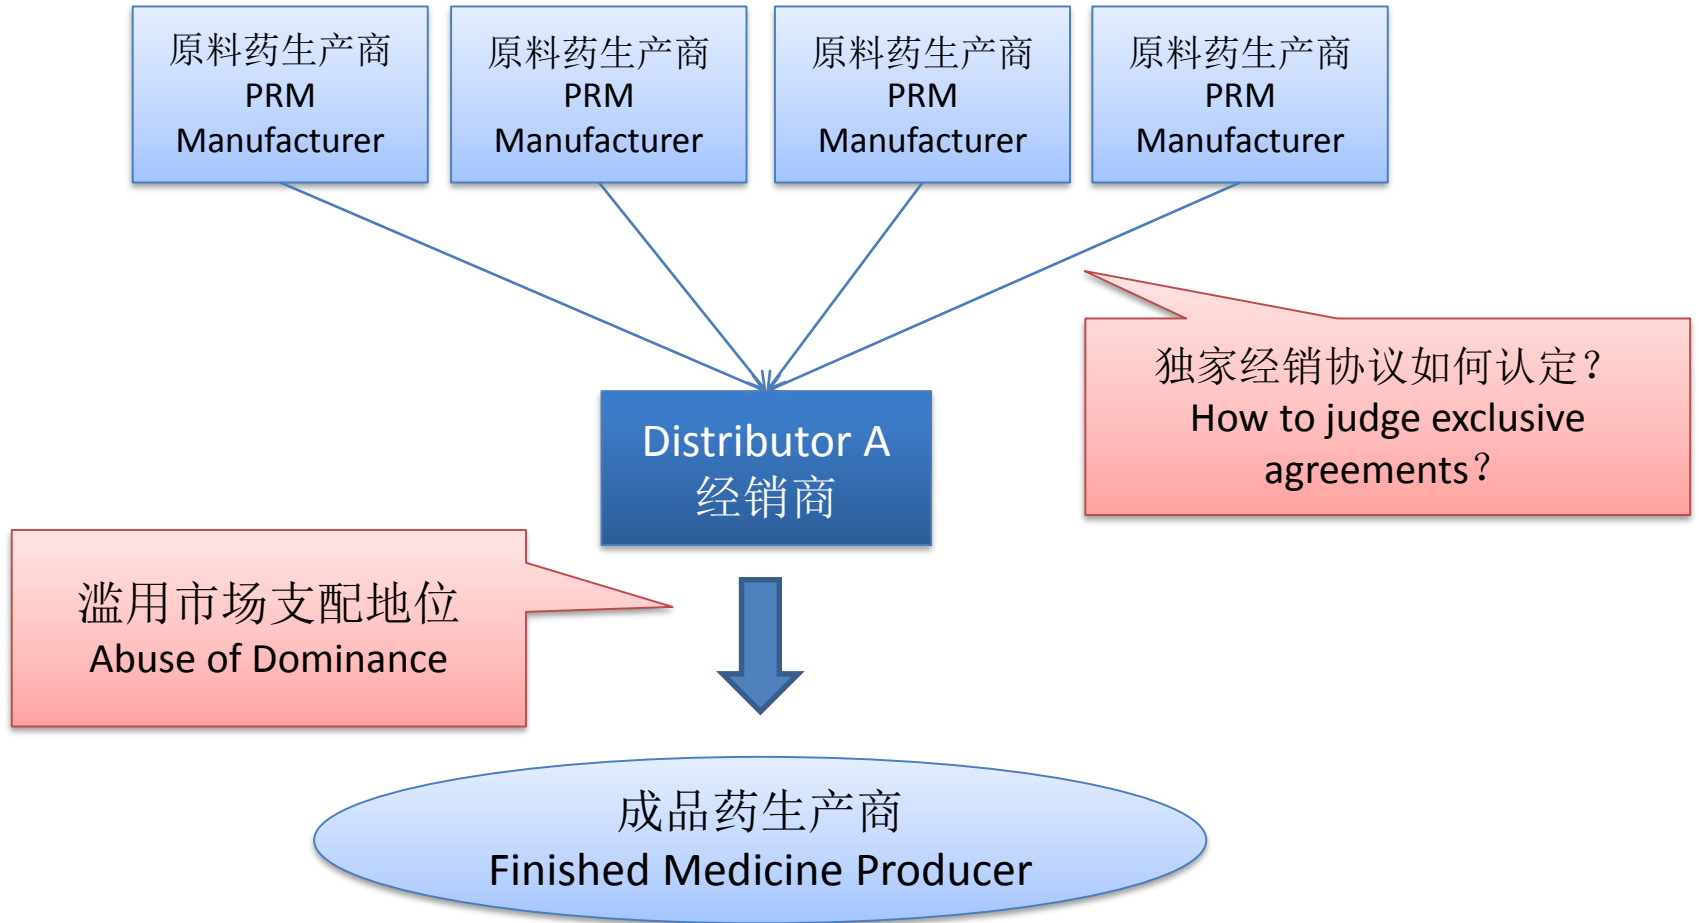 原料药生产商
PRM
Manufacturer
原料药生产商
PRM
Manufacturer
原料药生产商
PRM
Manufacturer
原料药生产商
PRM
Manufacturer
独家经销协议如何认定？
How to judge exclusive
agreements？
Distributor A
经销商
滥用市场支配地位
Abuse of Dominance
成品药生产商
Finished Medicine Producer